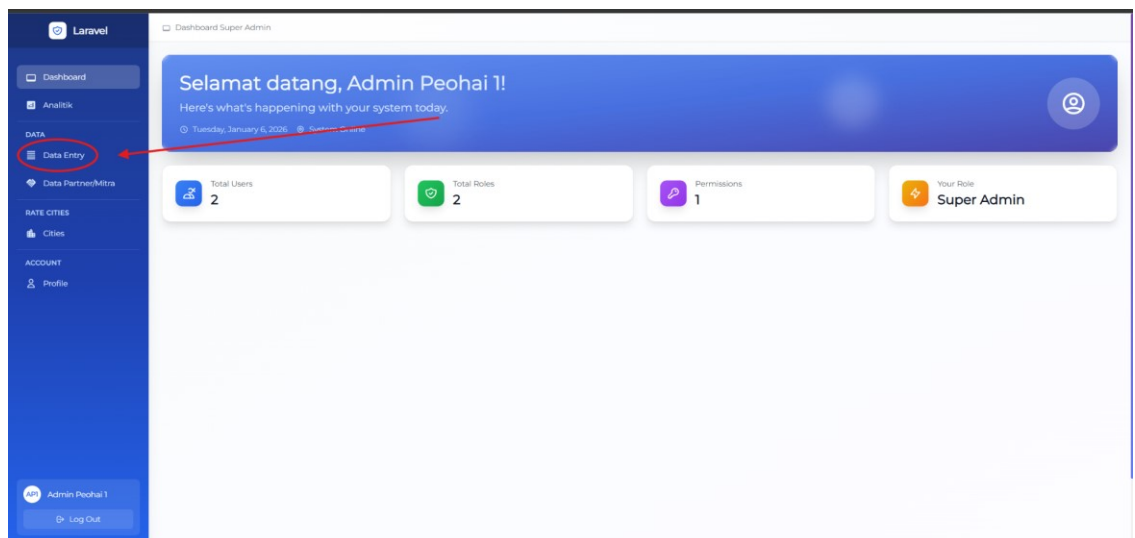 Laravel
Dashboard Super Admin
Dashboard
Analitik
DATA
Data Entry
Data Partner/Mitra
RATE CITIES
Cities
ACCOUNT
Profile
Selamat datang, Admin Peohai 1!
Here's what's happening with your system today.
Tuesday, January 6, 2026 System Online
Total Users
2
Total Roles
2
Permissions
1
Your Role
Super Admin
AP1 Admin Peohai 1
Log Out